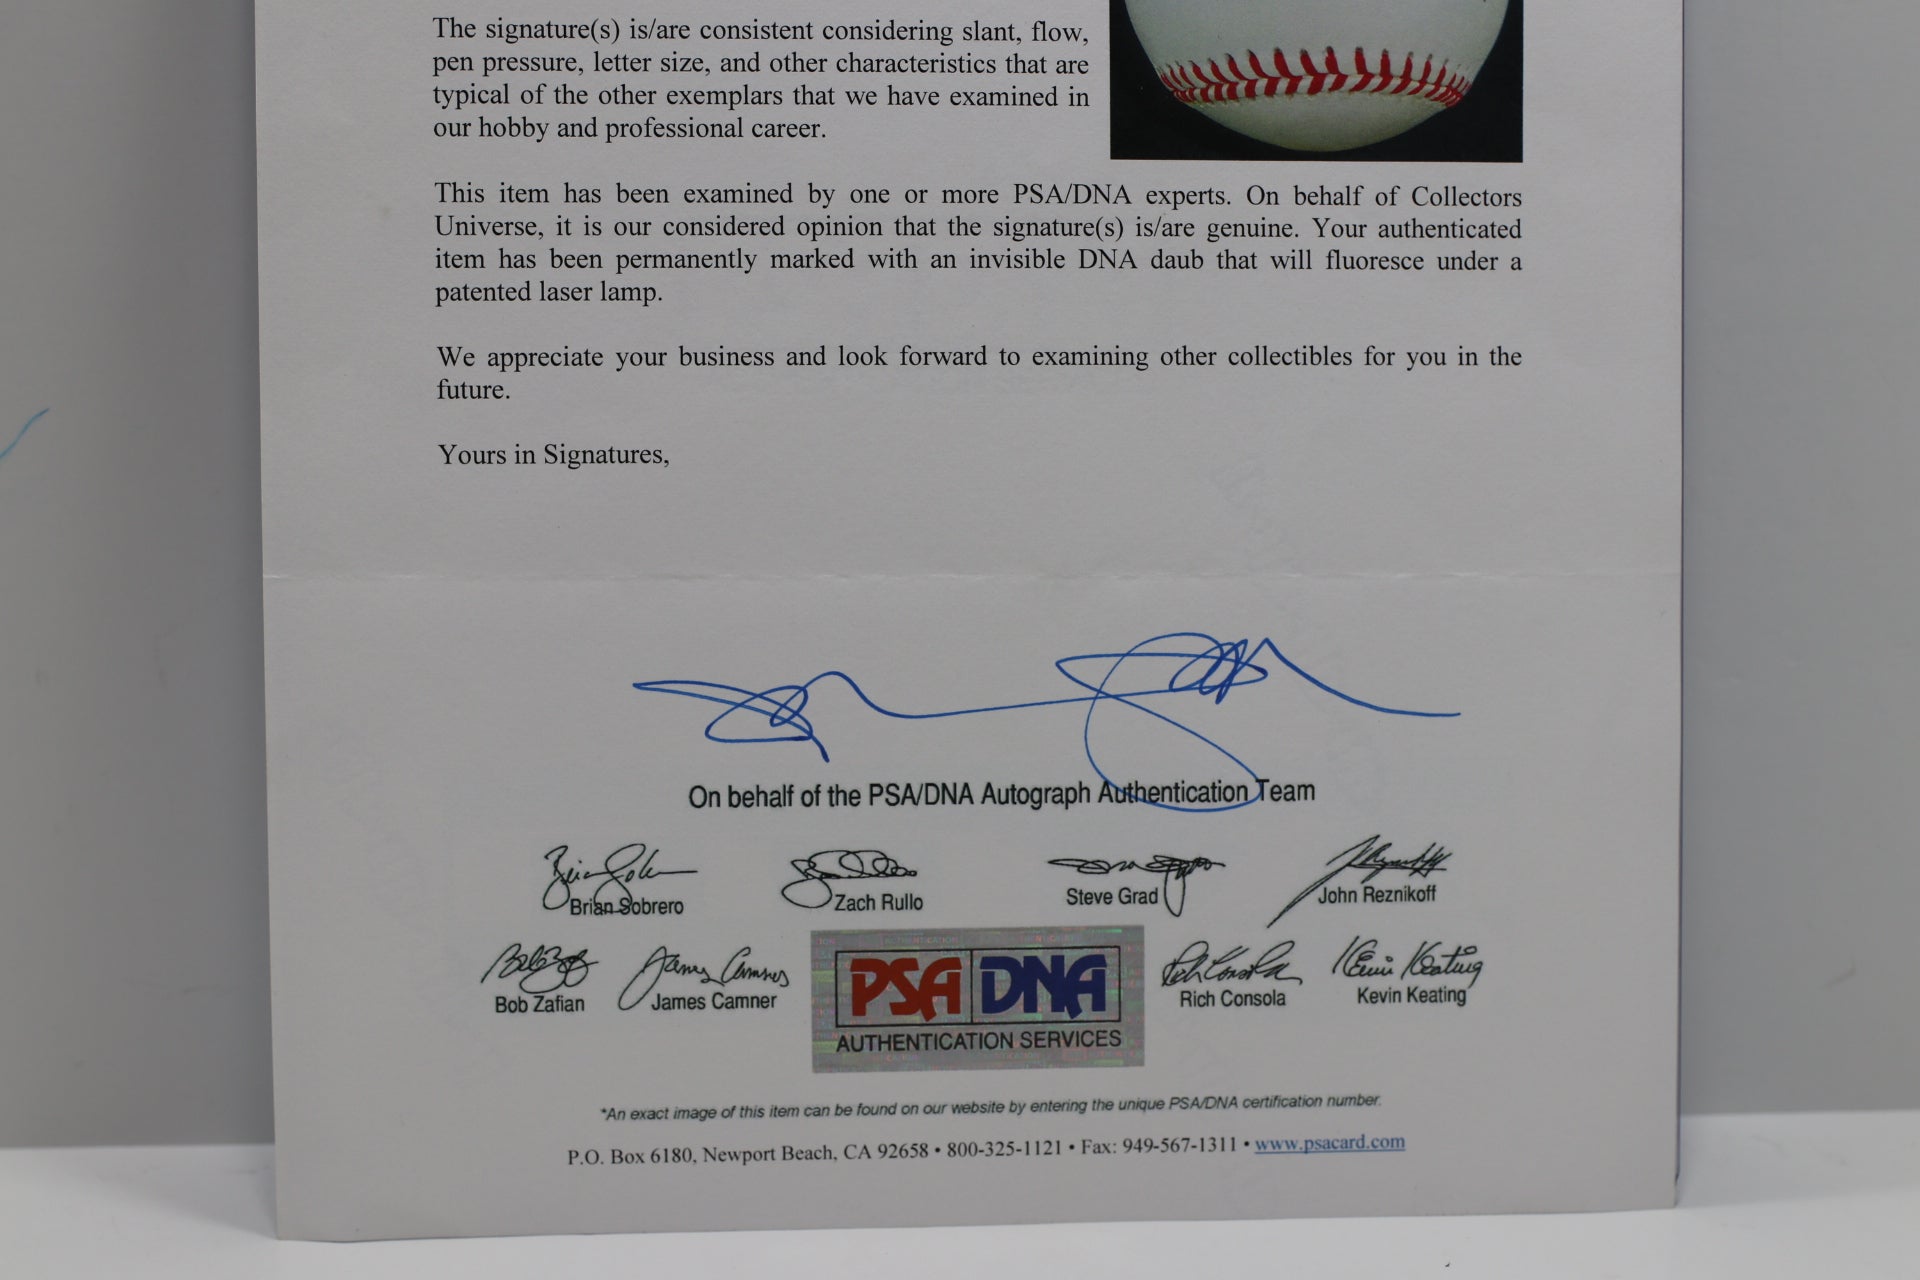 The signature(s) is/are consistent considering slant, flow,
pen pressure, letter size, and other characteristics that are
typical of the other exemplars that we have examined in
our hobby and professional career.
This item has been examined by one or more PSA/DNA experts. On behalf of Collectors
Universe, it is our considered opinion that the signature(s) is/are genuine. Your authenticated
item has been permanently marked with an invisible DNA daub that will fluoresce under a
patented laser lamp.
We appreciate your business and look forward to examining other collectibles for you in the
future.
Yours in Signatures,
On behalf of the PSA/DNA Autograph Authentication Team
Brian Sobrero
Zach Rullo
Steve Grad
John Reznikoff
James Camner
Kevin Keating
Bob Zafian
James Camner
PSA DNA
AUTHENTICATION SERVICES
Rich Consola
Kevin Keating
*An exact image of this item can be found on our website by entering the unique PSA/DNA certification number.
P.O. Box 6180, Newport Beach, CA 92658 • 800-325-1121 • Fax: 949-567-1311 • www.psacard.com